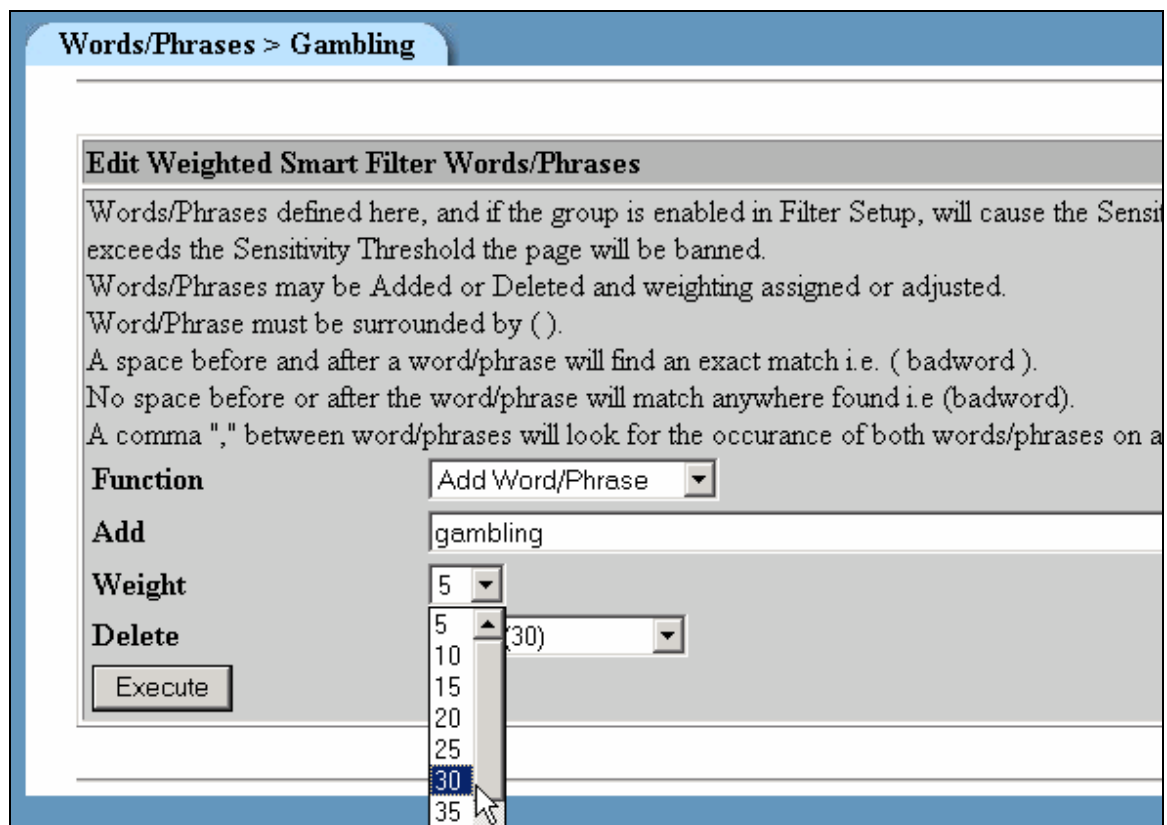 Words/Phrases > Gambling
Edit Weighted Smart Filter Words/Phrases
Words/Phrases defined here, and if the group is enabled in Filter Setup, will cause the Sensit
exceeds the Sensitivity Threshold the page will be banned.
Words/Phrases may be Added or Deleted and weighting assigned or adjusted.
Word/Phrase must be surrounded by ( ).
A space before and after a word/phrase will find an exact match i.e. ( badword ).
No space before or after the word/phrase will match anywhere found i.e (badword).
A comma "," between word/phrases will look for the occurance of both words/phrases on a
Function Add Word/Phrase
Add gambling
Weight 5
Delete (30)
Execute
5
10
15
20
25
30
35